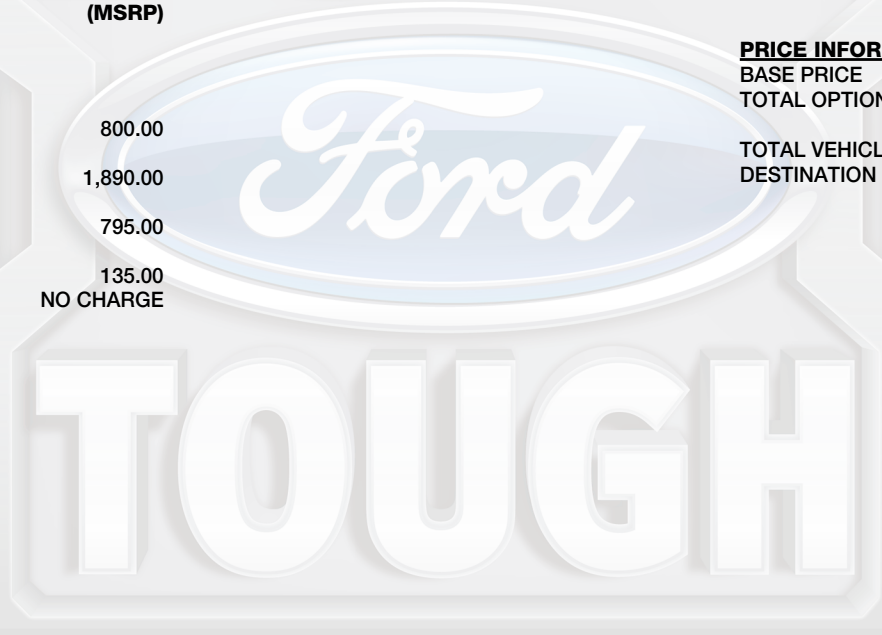 (MSRP)
800.00
1,890.00
795.00
135.00
NO CHARGE
PRICE INFOR
BASE PRICE
TOTAL OPTION
TOTAL VEHICL
DESTINATION
Ford
TOUGH